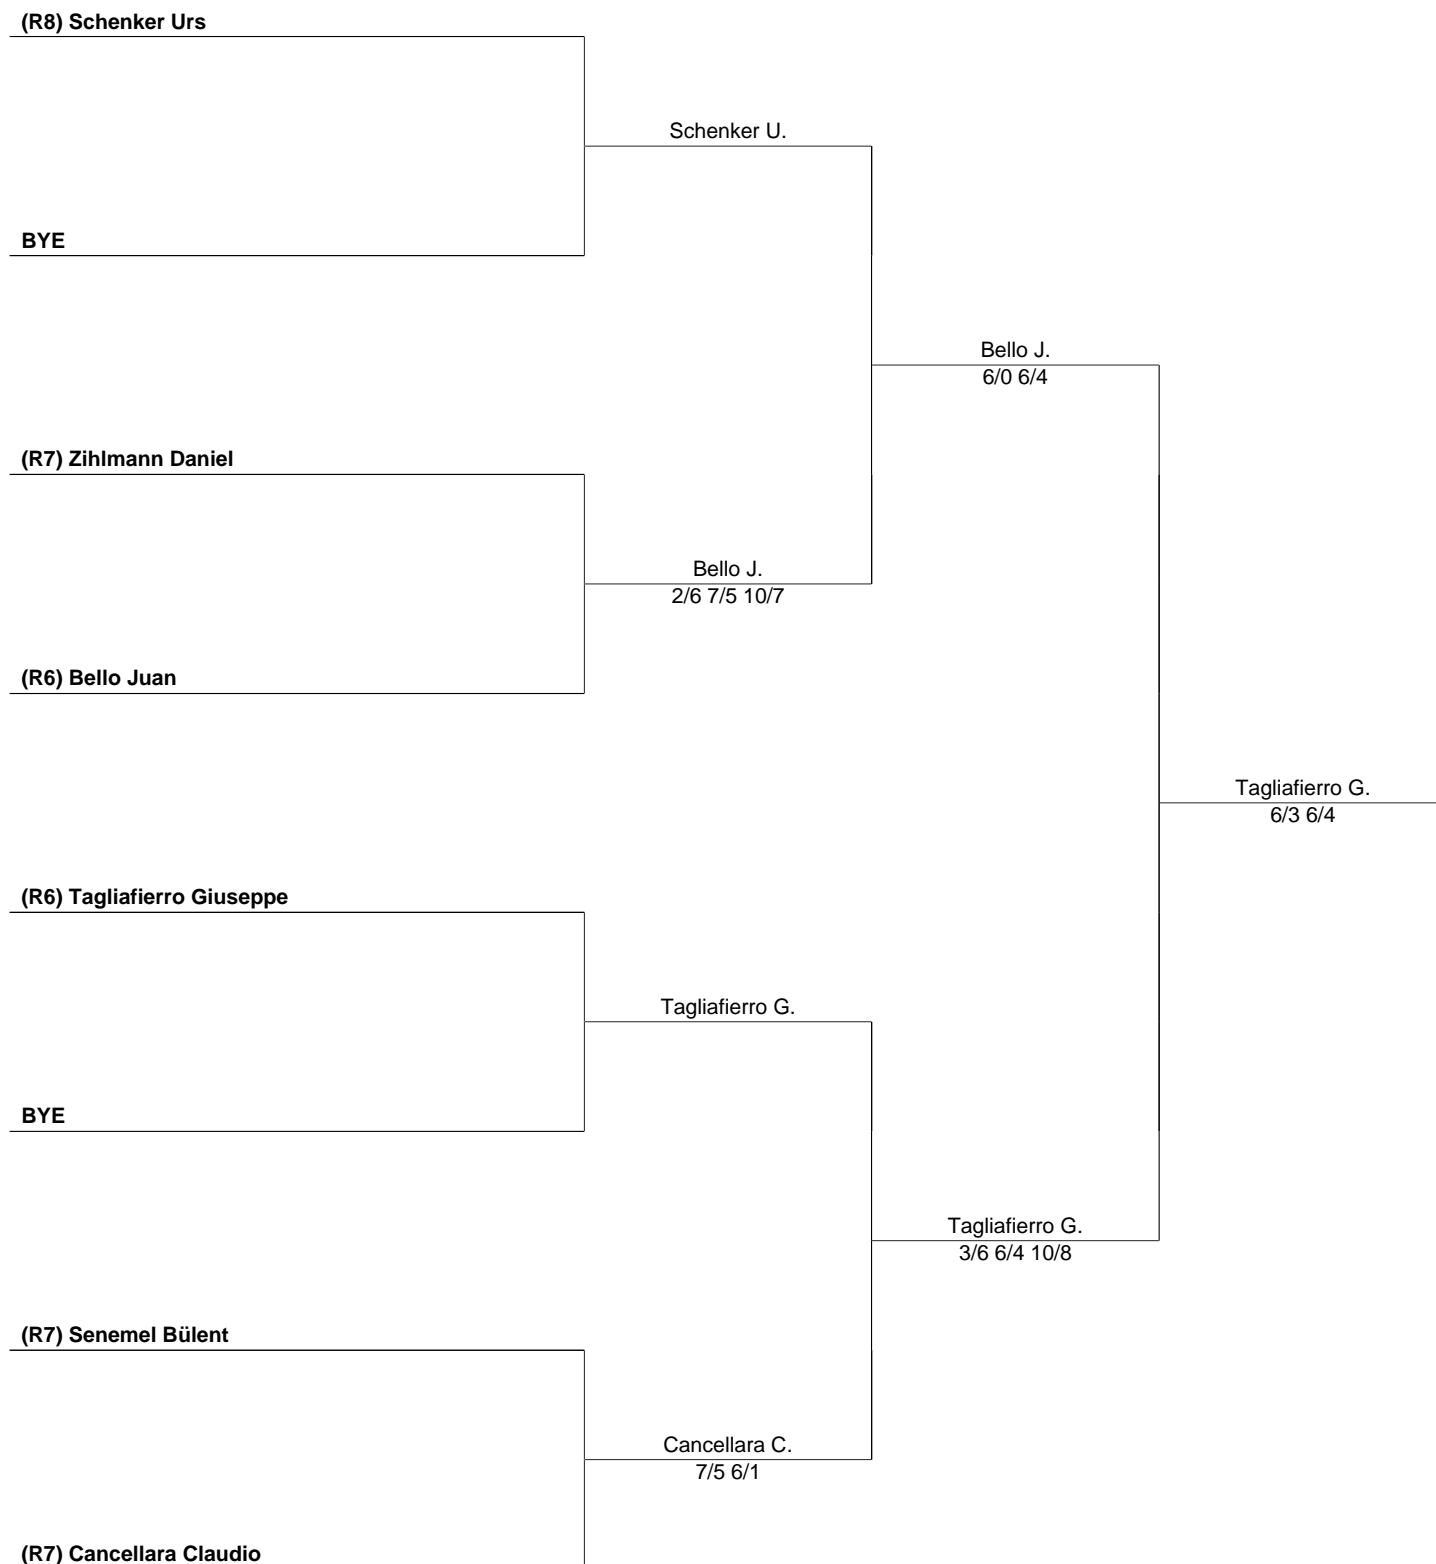 (R8) Schenker Urs
Schenker U.
BYE
Bello J.
6/0 6/4
(R7) Zihlmann Daniel
Bello J.
2/6 7/5 10/7
(R6) Bello Juan
Tagliafierro G.
6/3 6/4
(R6) Tagliafierro Giuseppe
Tagliafierro G.
BYE
Tagliafierro G.
3/6 6/4 10/8
(R7) Senemel Bülent
Cancellara C.
7/5 6/1
(R7) Cancellara Claudio